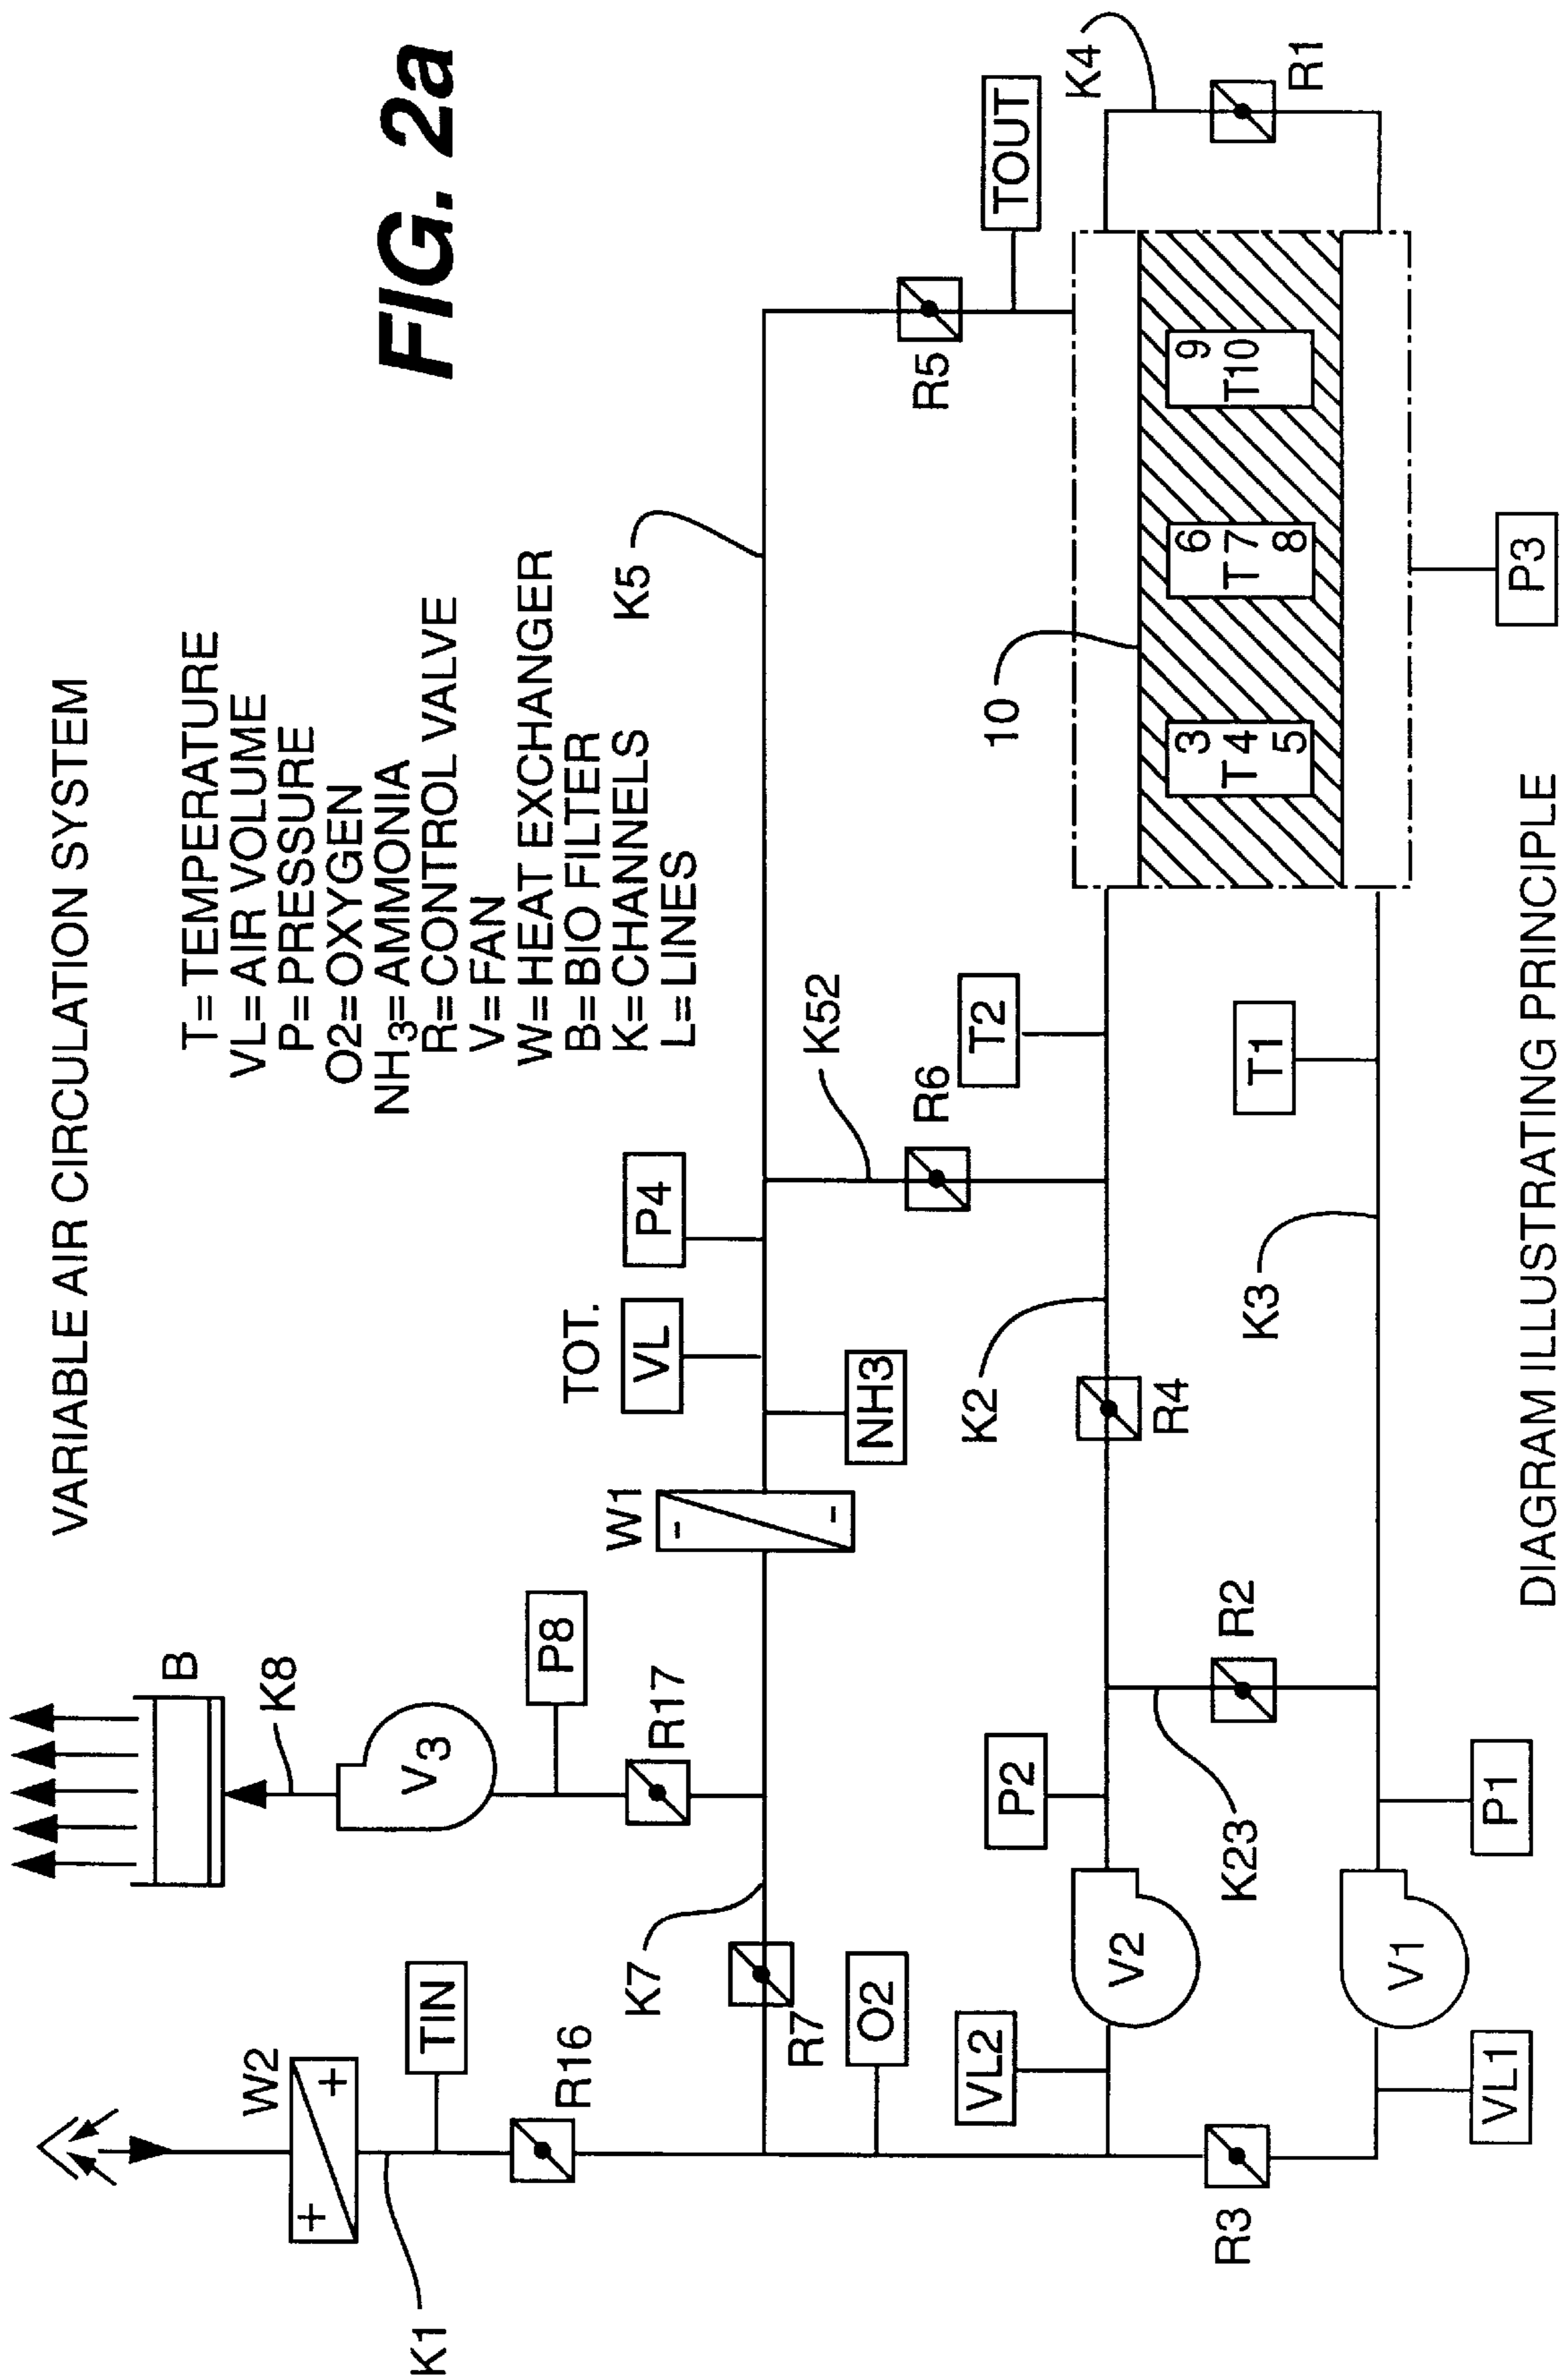 VARIABLE AIR CIRCULATION SYSTEM
FIG. 2a
T=TEMPERATURE
VL=AIR VOLUME
P=PRESSURE
O2=OXYGEN
NH3=AMMONIA
R=CONTROL VALVE
V=FAN
W=HEAT EXCHANGER
B=BIO FILTER
K=CHANNELS
L=LINES
B
K8
V3
P8
R17
W2
TIN
R16
K1
K7
R7
O2
W1
TOT.
VL
P4
NH3
K52
R6
K5
R5
TOUT
K4
R1
10
T2
K2
R4
P2
VL2
V2
K23
R2
3
T4
5
6
T7
8
9
T10
T1
K3
R3
V1
VL1
P1
P3
DIAGRAM ILLUSTRATING PRINCIPLE